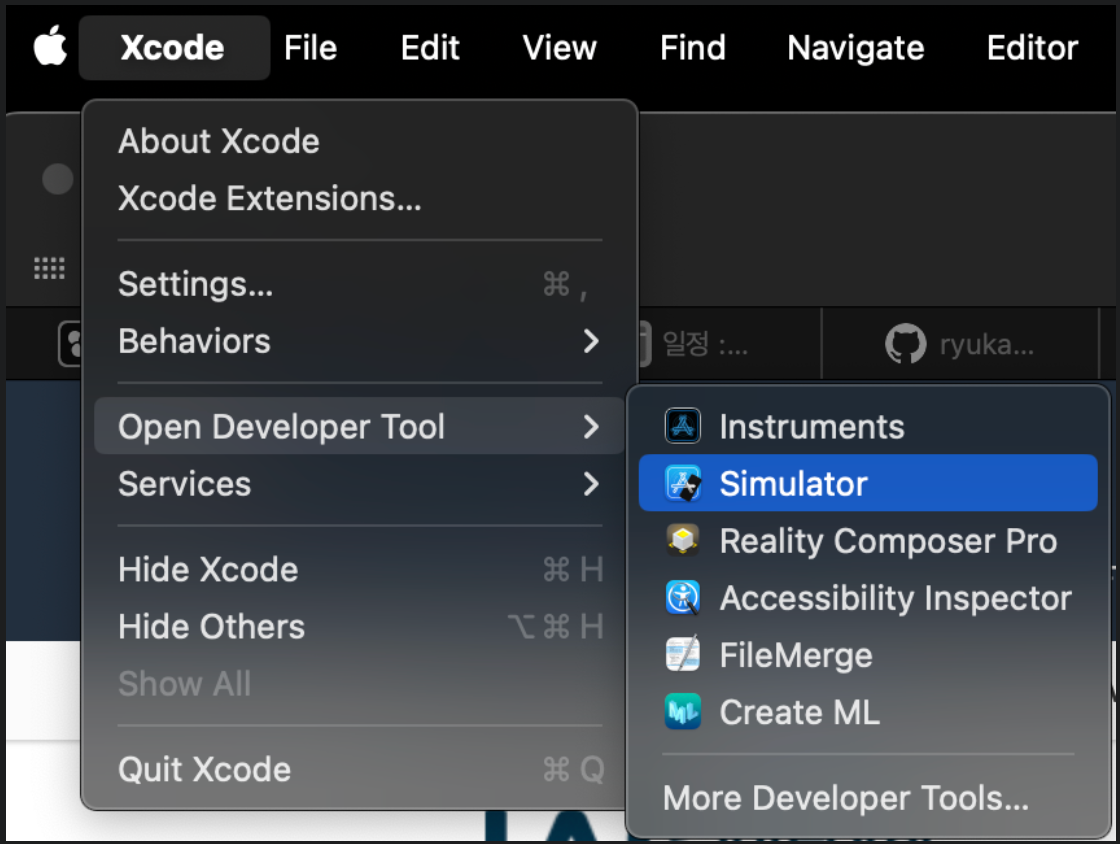 Xcode File Edit View Find Navigate Editor
About Xcode
Xcode Extensions...
Settings... ⌘ ,
Behaviors
일정 :...
ryuka...
Open Developer Tool
Services
Hide Xcode ⌘ H
Hide Others ⌥ ⌘ H
Show All
Quit Xcode ⌘ Q
Instruments
Simulator
Reality Composer Pro
Accessibility Inspector
FileMerge
Create ML
More Developer Tools...